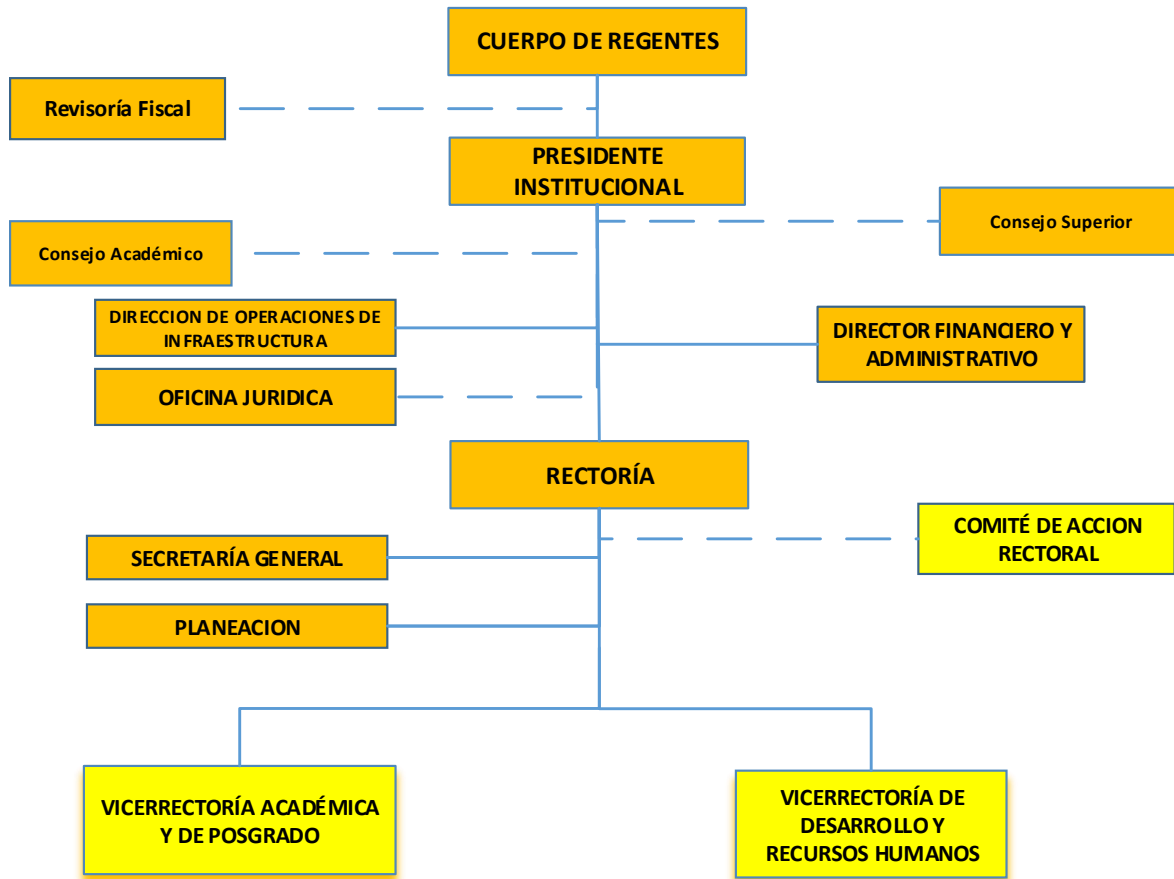 CUERPO DE REGENTES
Revisoría Fiscal
PRESIDENTE
INSTITUCIONAL
Consejo Superior
Consejo Académico
DIRECCION DE OPERACIONES DE
INFRAESTRUCTURA
DIRECTOR FINANCIERO Y
ADMINISTRATIVO
OFICINA JURIDICA
RECTORÍA
COMITÉ DE ACCION
RECTORAL
SECRETARÍA GENERAL
PLANEACION
VICERRECTORÍA ACADÉMICA
Y DE POSGRADO
VICERRECTORÍA DE
DESARROLLO Y
RECURSOS HUMANOS